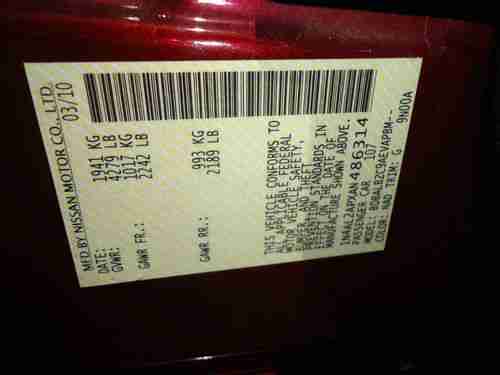 MFD BY NISSAN MOTOR CO., LTD.
DATE: 03/10
GVWR: 1941 KG
4279 LB
GAWR FR.: 1017 KG
2242 LB
GAWR RR.: 993 KG
2189 LB
THIS VEHICLE CONFORMS TO
ALL APPLICABLE FEDERAL
MOTOR VEHICLE SAFETY,
BUMPER, AND THEFT
PREVENTION STANDARDS IN
EFFECT ON THE DATE OF
MANUFACTURE SHOWN ABOVE.
1N4AL2APXAN486314
PASSENGER CAR 107
MODEL:
COLOR: NAD TRIM: G
9N00A